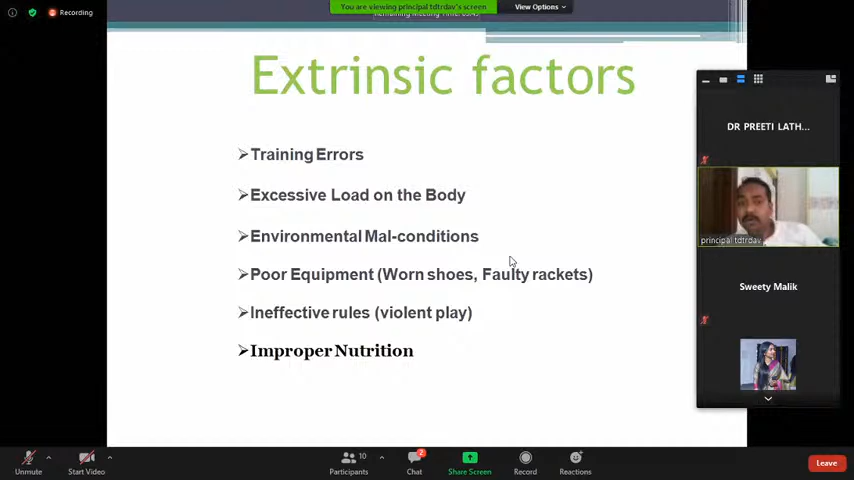 You are viewing principal tdtrdav's screen
View Options
Recording
Extrinsic factors
Training Errors
Excessive Load on the Body
Environmental Mal-conditions
Poor Equipment (Worn shoes, Faulty rackets)
Ineffective rules (violent play)
Improper Nutrition
DR PREETI LATH...
principal tdtrdav
Sweety Malik
Unmute
Start Video
Participants
10
Chat
2
Share Screen
Record
Reactions
Leave